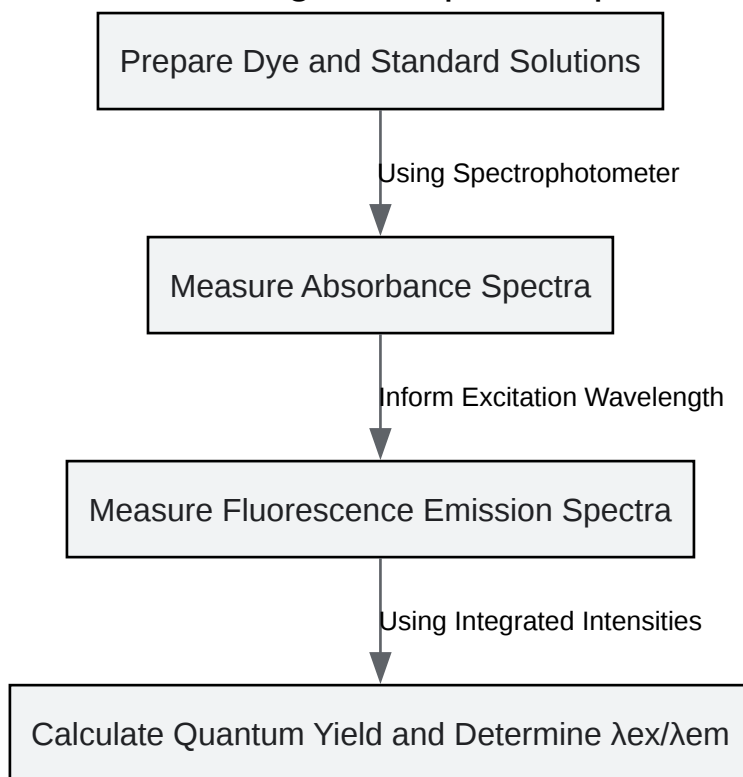 Prepare Dye and Standard Solutions
Using Spectrophotometer
Measure Absorbance Spectra
Inform Excitation Wavelength
Measure Fluorescence Emission Spectra
Using Integrated Intensities
Calculate Quantum Yield and Determine λex/λem